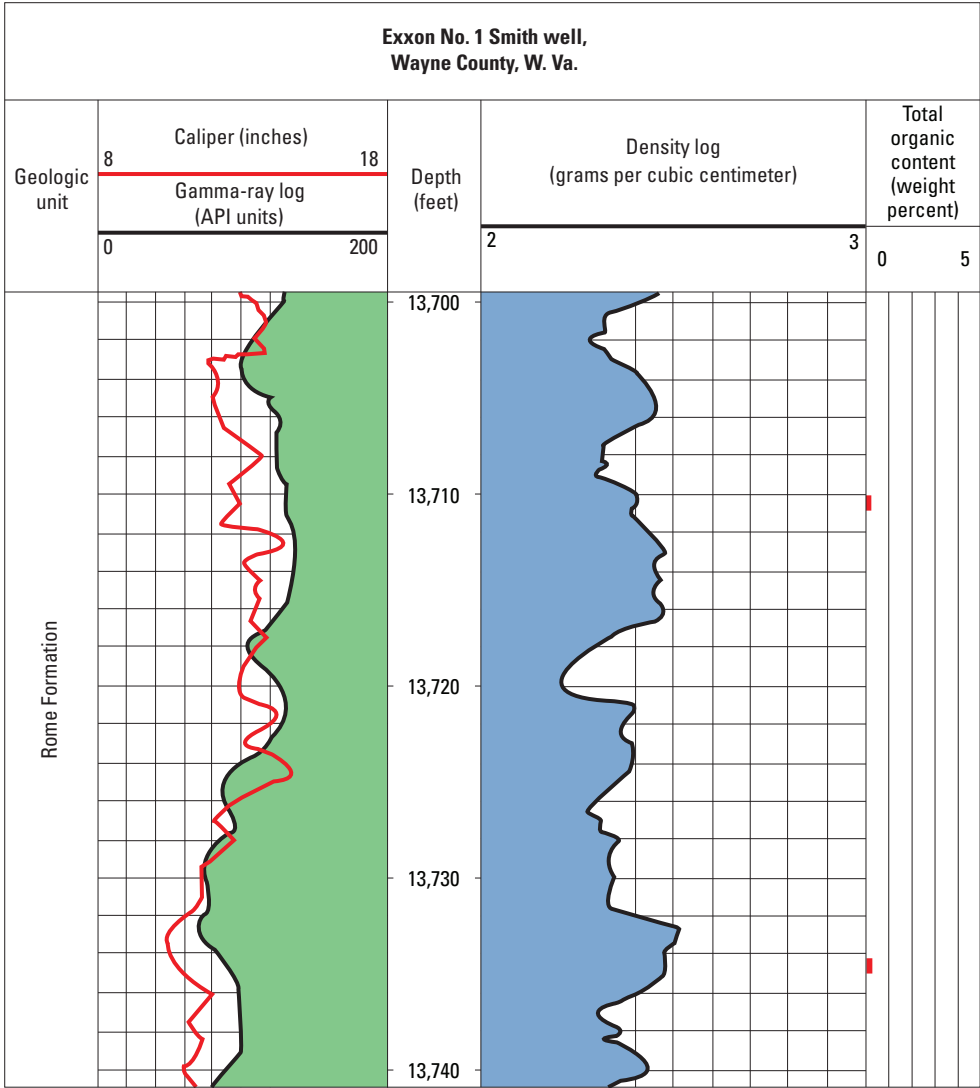 Exxon No. 1 Smith well,
Wayne County, W. Va.
Geologic
unit
Caliper (inches)
8 18
Gamma-ray log
(API units)
0 200
Depth
(feet)
Density log
(grams per cubic centimeter)
2 3
Total
organic
content
(weight
percent)
0 5
Rome Formation
13,700
13,710
13,720
13,730
13,740